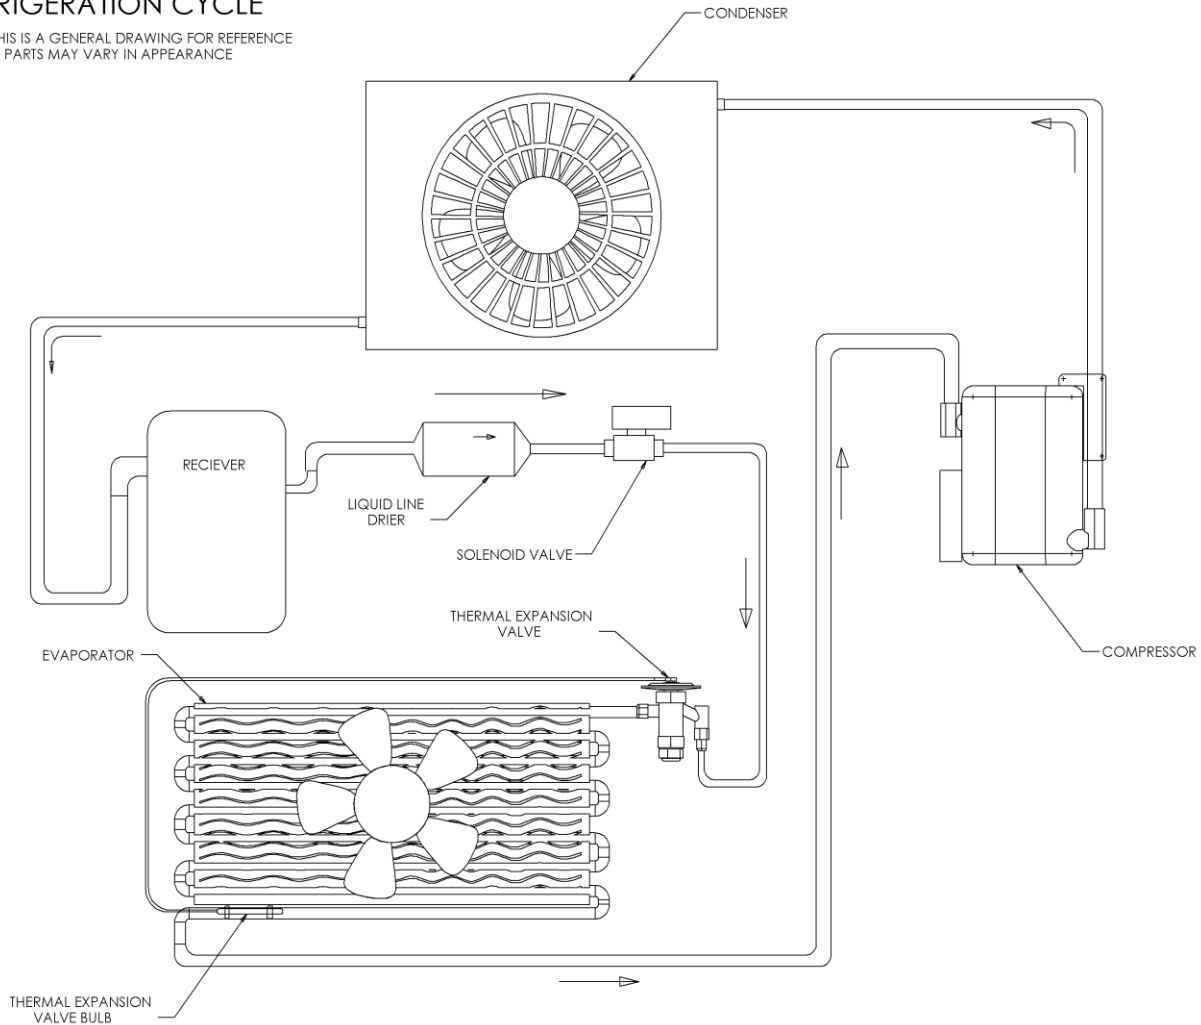 RIGERATION CYCLE
HIS IS A GENERAL DRAWING FOR REFERENCE
PARTS MAY VARY IN APPEARANCE
CONDENSER
RECIEVER
LIQUID LINE
DRIER
SOLENOID VALVE
THERMAL EXPANSION
VALVE
EVAPORATOR
COMPRESSOR
THERMAL EXPANSION
VALVE BULB